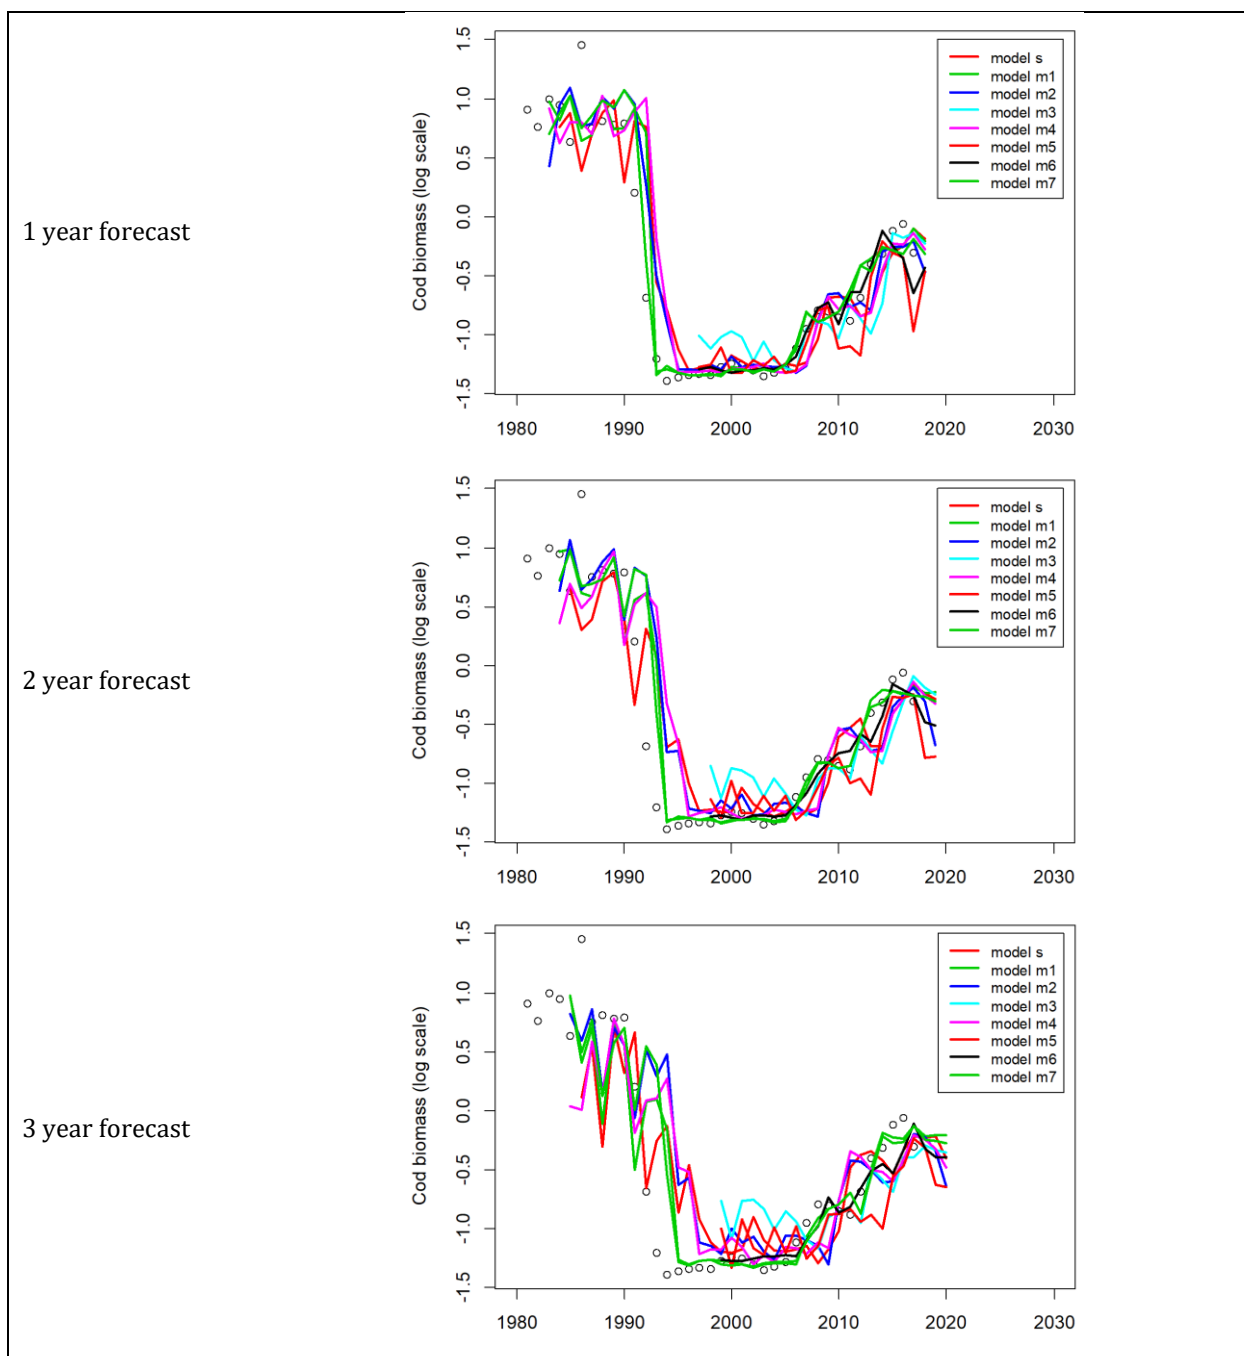 1 year forecast
Cod biomass (log scale)
1.5
1.0
0.5
0.0
-0.5
-1.0
-1.5
1980 1990 2000 2010 2020 2030
model s
model m1
model m2
model m3
model m4
model m5
model m6
model m7
2 year forecast
Cod biomass (log scale)
1.5
1.0
0.5
0.0
-0.5
-1.0
-1.5
1980 1990 2000 2010 2020 2030
model s
model m1
model m2
model m3
model m4
model m5
model m6
model m7
3 year forecast
Cod biomass (log scale)
1.5
1.0
0.5
0.0
-0.5
-1.0
-1.5
1980 1990 2000 2010 2020 2030
model s
model m1
model m2
model m3
model m4
model m5
model m6
model m7